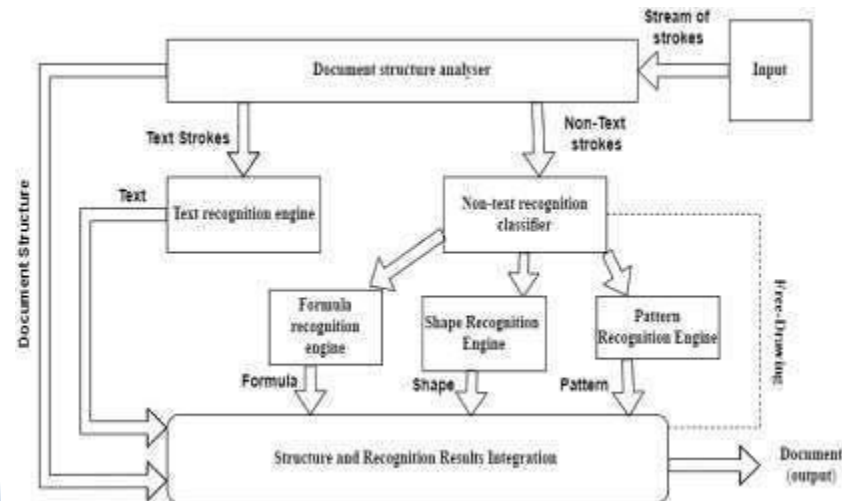 Stream of
strokes
Input
Document structure analyser
Text Strokes
Non-Text
strokes
Text
Text recognition engine
Non-text recognition
classifier
Document Structure
Free-Drawing
Formula
recognition
engine
Shape Recognition
Engine
Pattern
Recognition Engine
Formula
Shape
Pattern
Structure and Recognition Results Integration
Document
(output)